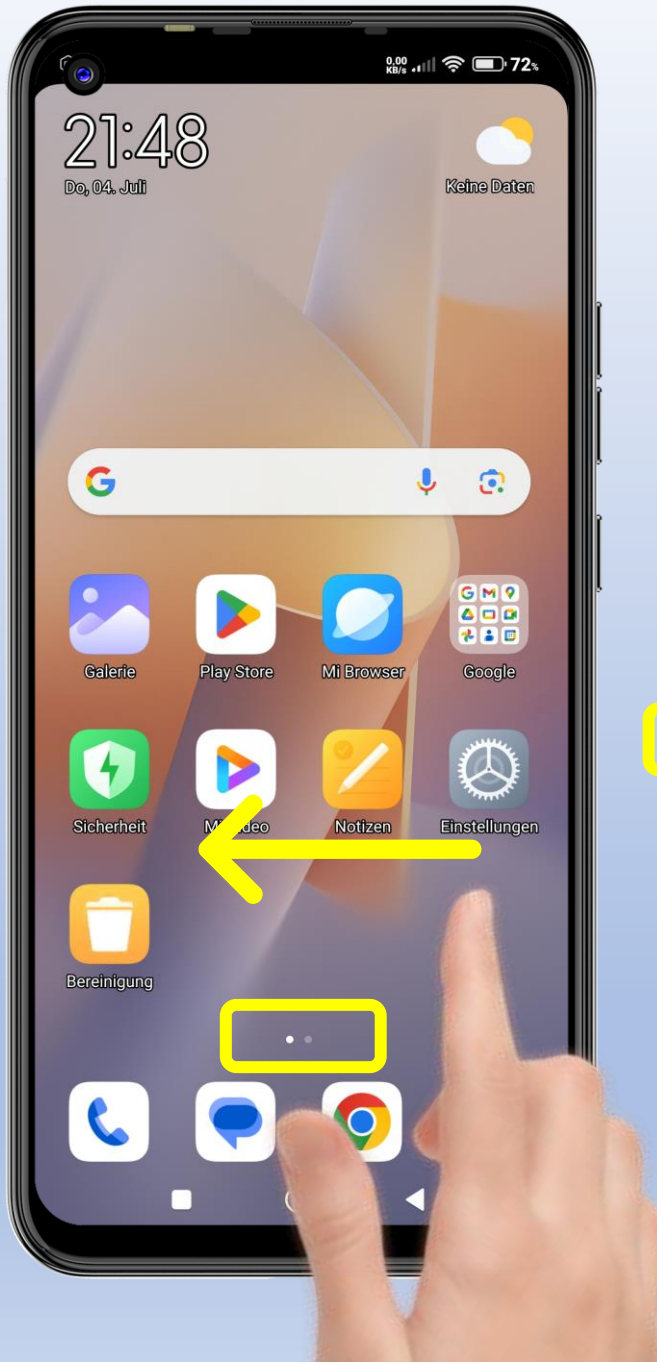 0,00
KB/s
72%
21:48
Do, 04. Juli
Keine Daten
Galerie
Play Store
Mi Browser
Google
Sicherheit
Notizen
Einstellungen
Bereinigung